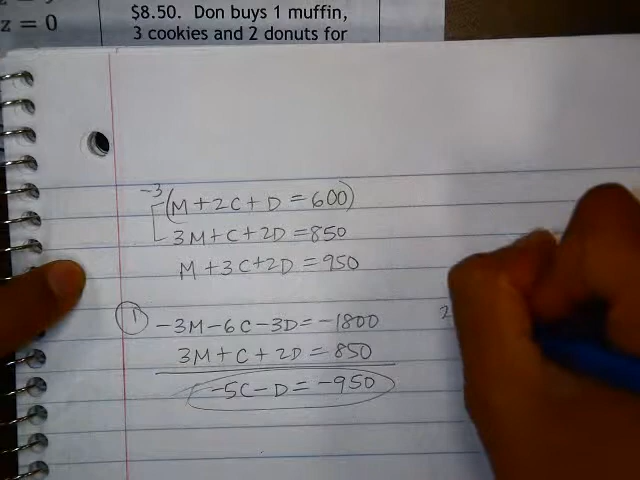 z = 0
$8.50. Don buys 1 muffin,
3 cookies and 2 donuts for
-3
(M+2C+D=600)
3M+C+2D=850
M+3C+2D=950
1
-3M-6C-3D=-1800
3M+C+2D=850
-5C-D=-950
2